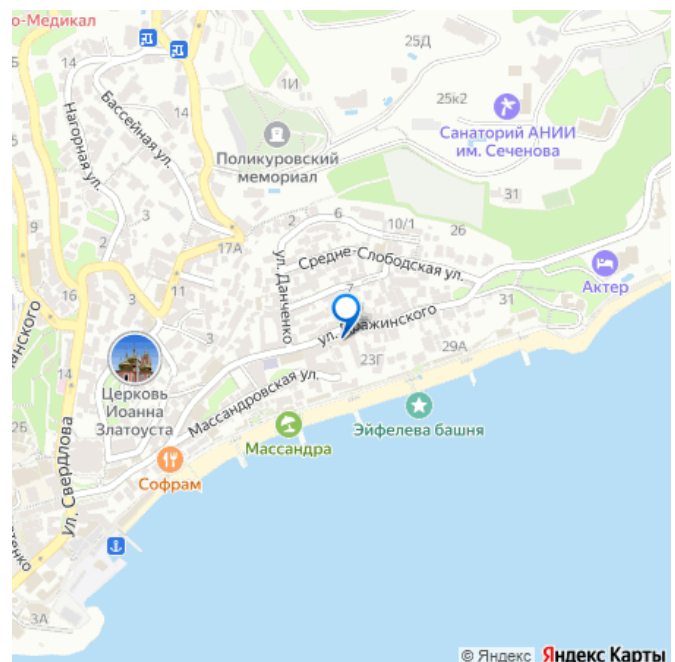 о-Медикал
25Д
14
1И
25к2
Бассейная ул.
14
Нагорная ул.
Санаторий АНИИ
им. Сеченова
Поликуровский
мемориал
3
31
9
2
2
6
10/1
26
17А
3
Средне-Слободская ул.
ул. Данченко
16
11
7
Актер
31
ул.
ажинского
14
23Г
29А
Церковь
Иоанна
Златоуста
Массандровская ул.
2Б
Эйфелева башня
Массандра
ул. Свердлова
Софрам
3А
© Яндекс Яндекс Карты